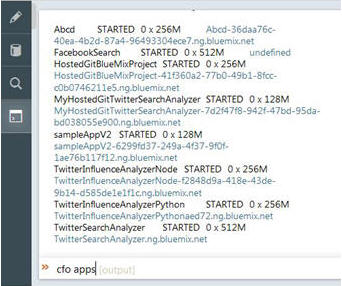 Abcd STARTED 0 x 256M Abcd-36daa76c-
40ea-4b2d-87a4-96493304ece7.ng.bluemix.net
FacebookSearch STARTED 0 x 512M undefined
HostedGitBlueMixProject STARTED 0 x 256M
HostedGitBlueMixProject-41f360a2-77b0-49b1-8fcc-
c0b0746211e5.ng.bluemix.net
MyHostedGitTwitterSearchAnalyzer STARTED 0 x 128M
MyHostedGitTwitterSearchAnalyzer-7d2f47f8-942f-47bd-95da-
bd038055e900.ng.bluemix.net
sampleAppV2 STARTED 0 x 128M
sampleAppV2-6299fd37-249a-4f37-9f0f-
1ae76b117f12.ng.bluemix.net
TwitterInfluenceAnalyzerNode STARTED 0 x 256M
TwitterInfluenceAnalyzerNode-f2848d9a-418e-43de-
9b14-d585de1e1f1c.ng.bluemix.net
TwitterInfluenceAnalyzerPython STARTED 0 x 256M
TwitterInfluenceAnalyzerPythonaed72.ng.bluemix.net
TwitterSearchAnalyzer STARTED 0 x 512M
TwitterSearchAnalyzer.ng.bluemix.net
» cfo apps [output]